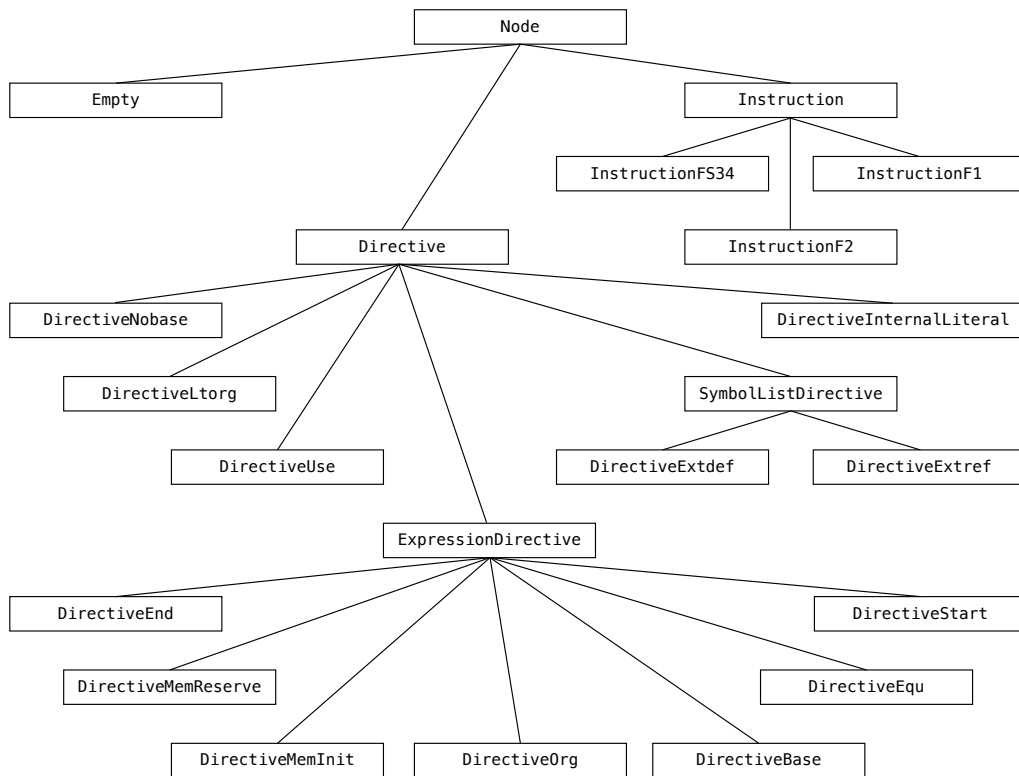 Node
Empty
Instruction
InstructionFS34
InstructionF1
Directive
InstructionF2
DirectiveNobase
DirectiveInternalLiteral
DirectiveLtorg
SymbolListDirective
DirectiveUse
DirectiveExtdef
DirectiveExtref
ExpressionDirective
DirectiveEnd
DirectiveStart
DirectiveMemReserve
DirectiveEqu
DirectiveMemInit
DirectiveOrg
DirectiveBase